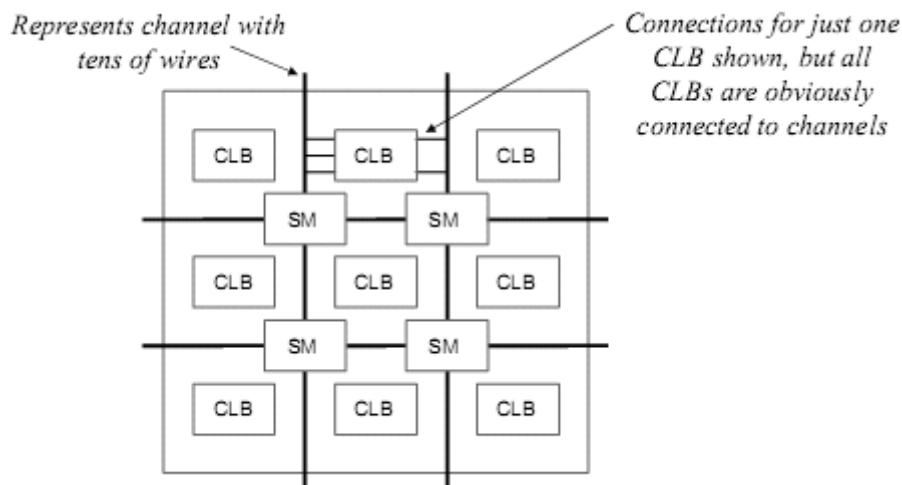 Represents channel with
tens of wires
Connections for just one
CLB shown, but all
CLBs are obviously
connected to channels
CLB CLB CLB
SM SM
CLB CLB CLB
SM SM
CLB CLB CLB